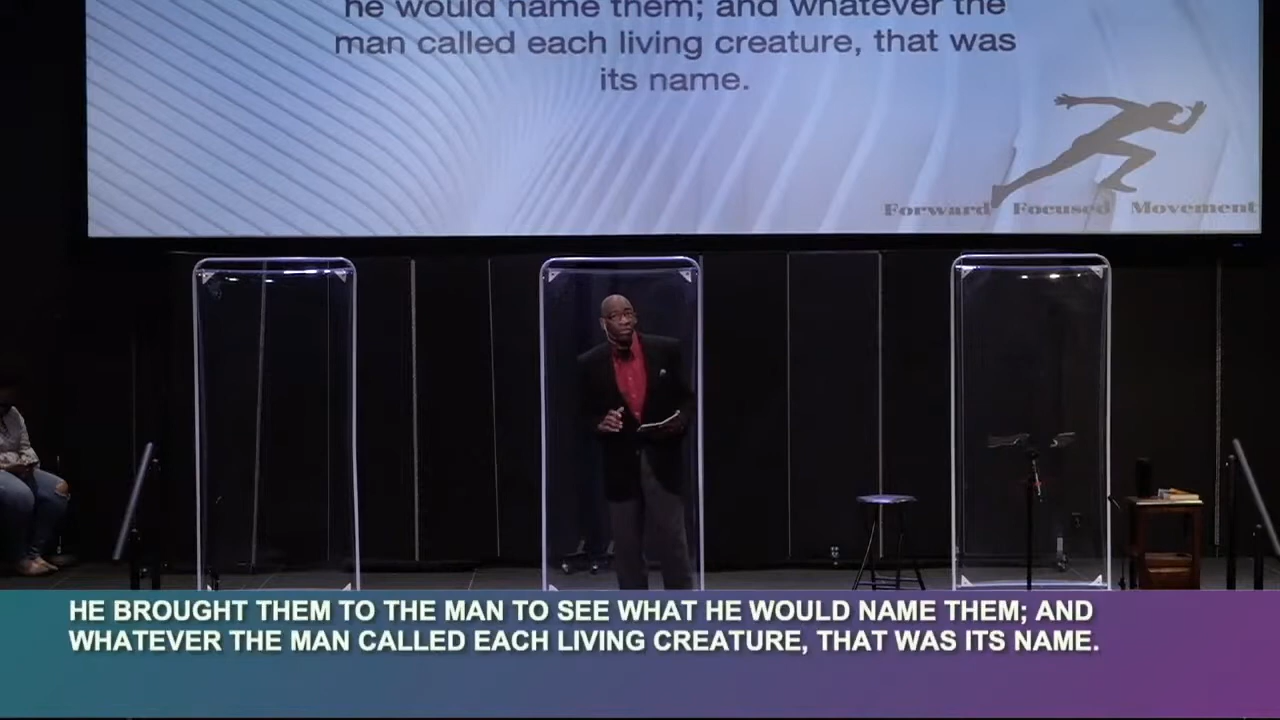 he would name them; and whatever the
man called each living creature, that was
its name.
Forward Focused Movement
HE BROUGHT THEM TO THE MAN TO SEE WHAT HE WOULD NAME THEM; AND
WHATEVER THE MAN CALLED EACH LIVING CREATURE, THAT WAS ITS NAME.